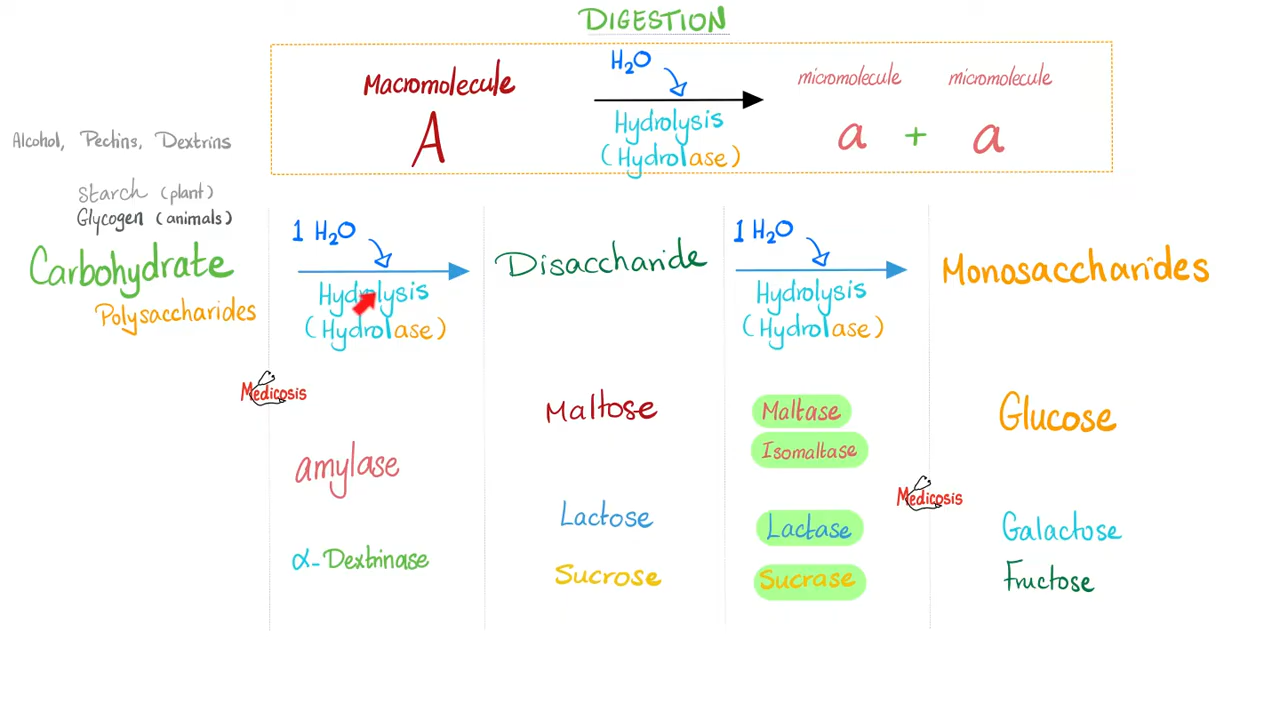 DIGESTION
Macromolecule
H₂O
micromolecule
micromolecule
A
Hydrolysis
(Hydrolase)
a + a
Alcohol, Pectins, Dextrins
Starch (plant)
Glycogen (animals)
Carbohydrate
Polysaccharides
1 H₂O
Hydrolysis
(Hydrolase)
Disaccharide
1 H₂O
Hydrolysis
(Hydrolase)
Monosaccharides
Medicosis
amylase
α-Dextrinase
Maltose
Lactose
Sucrose
Maltase
Isomaltase
Lactase
Sucrase
Medicosis
Glucose
Galactose
Fructose